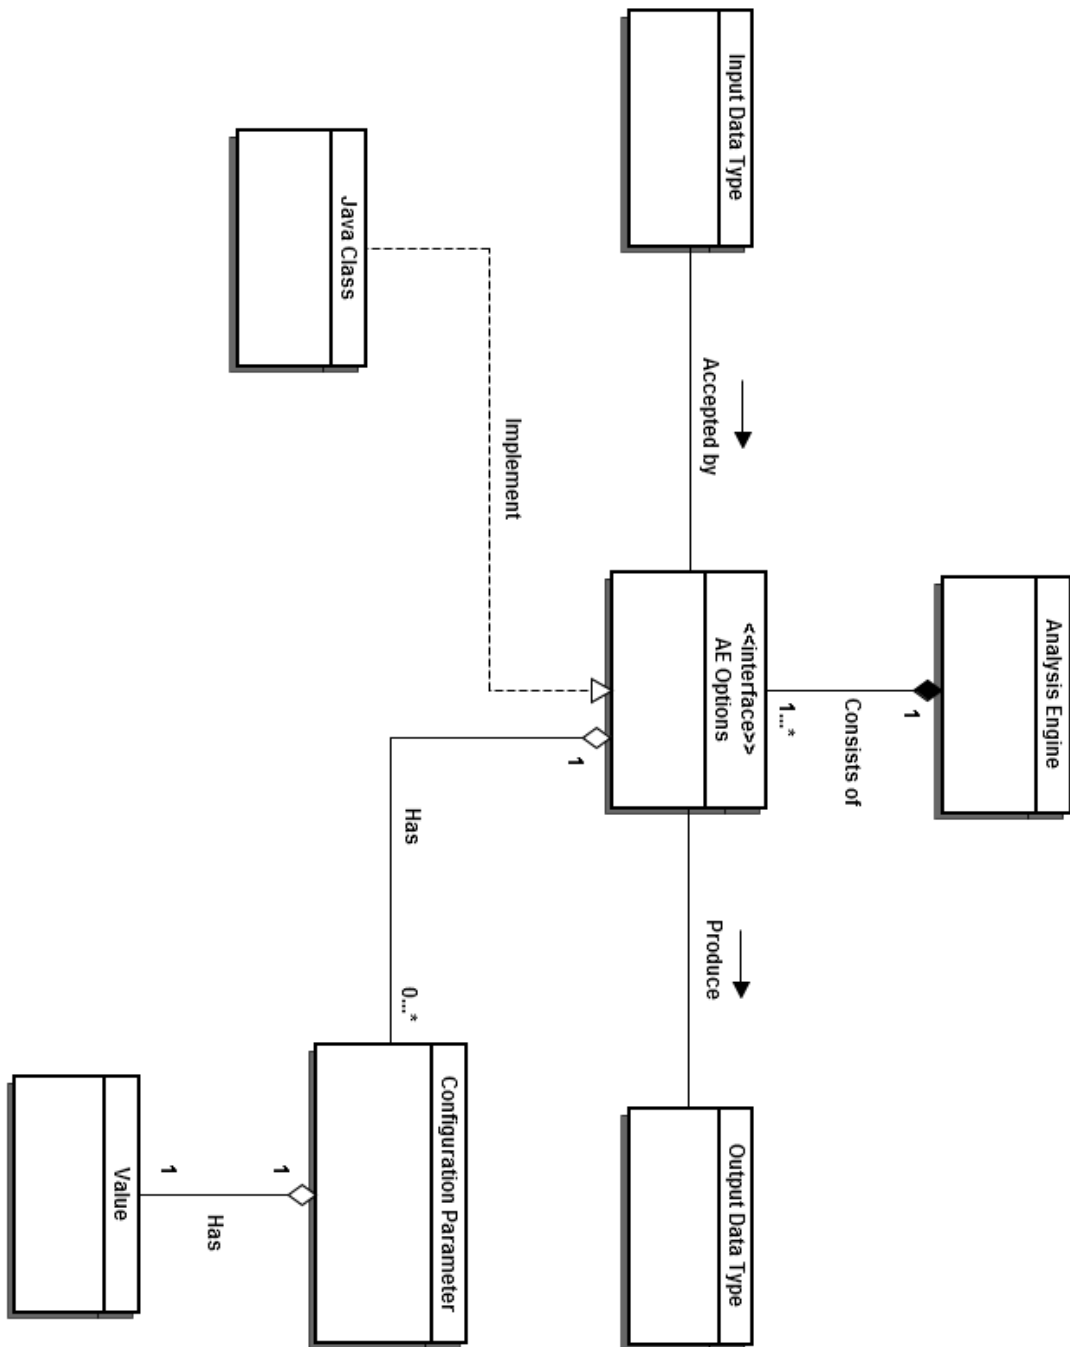 Analysis Engine
1
Consists of
1...*
Input Data Type
Accepted by
<<interface>>
AE Options
Produce
Output Data Type
1
Implement
Has
Java Class
0...*
Configuration Parameter
1
Has
1
Value